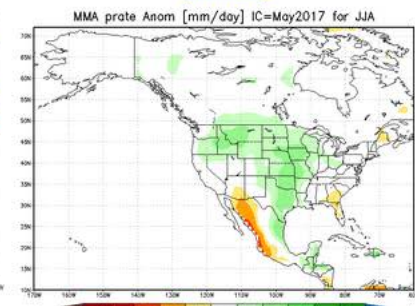 MMA prate Anom [mm/day] IC=May2017 for JJA
70N
65N
60N
55N
50N
45N
40N
35N
30N
25N
20N
15N
10N
170W 160W 150W 140W 130W 120W 110W 100W 90W 80W 70W